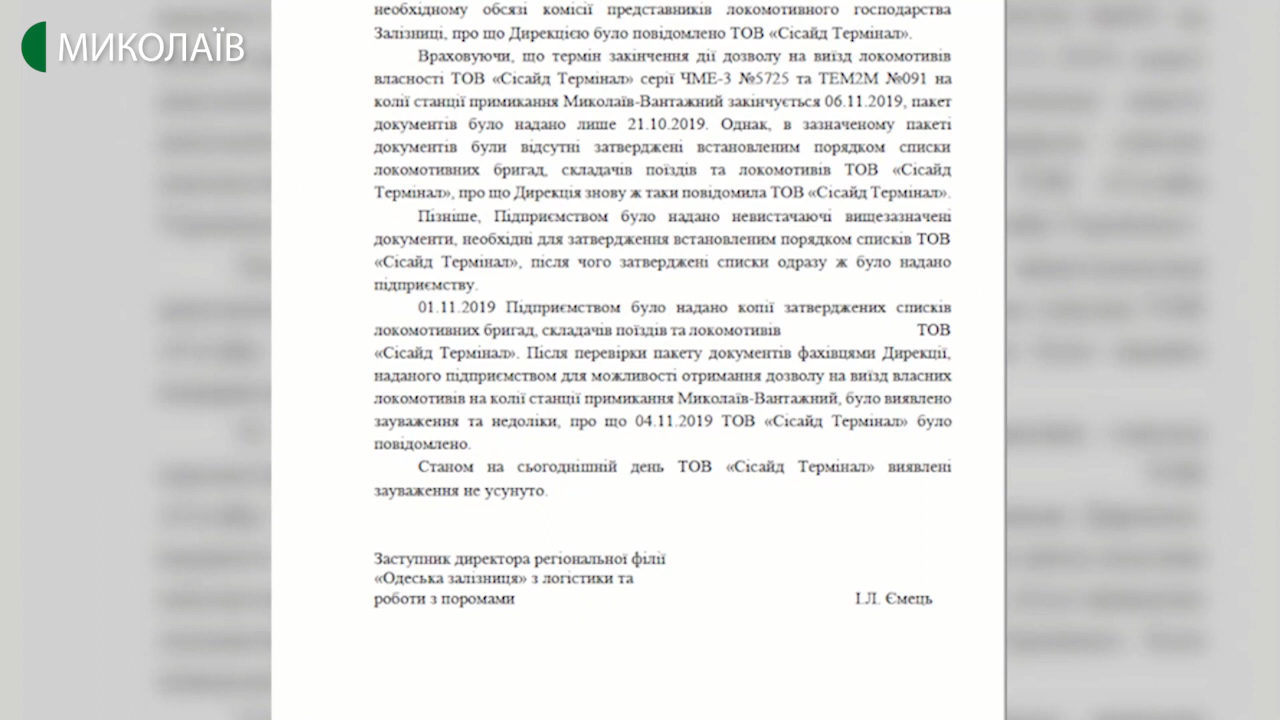 МИКОЛАЇВ
необхідному обсязі комісії представників локомотивного господарства
Залізниці, про що Дирекцією було повідомлено ТОВ «Сісайд Термінал».
Враховуючи, що термін закінчення дії дозволу на виїзд локомотивів
власності ТОВ «Сісайд Термінал» серії ЧМЕ-3 №5725 та ТЕМ2М №091 на
колії станції примикання Миколаїв-Вантажний закінчується 06.11.2019, пакет
документів було надано лише 21.10.2019. Однак, в зазначеному пакеті
документів були відсутні затверджені встановленим порядком списки
локомотивних бригад, складачів поїздів та локомотивів ТОВ «Сісайд
Термінал», про що Дирекція знову ж таки повідомила ТОВ «Сісайд Термінал».
Пізніше, Підприємством було надано невистачаючі вищезазначені
документи, необхідні для затвердження встановленим порядком списків ТОВ
«Сісайд Термінал», після чого затверджені списки одразу ж було надано
підприємству.
01.11.2019 Підприємством було надано копії затверджених списків
локомотивних бригад, складачів поїздів та локомотивів ТОВ
«Сісайд Термінал». Після перевірки пакету документів фахівцями Дирекції,
наданого підприємством для можливості отримання дозволу на виїзд власних
локомотивів на колії станції примикання Миколаїв-Вантажний, було виявлено
зауваження та недоліки, про що 04.11.2019 ТОВ «Сісайд Термінал» було
повідомлено.
Станом на сьогоднішній день ТОВ «Сісайд Термінал» виявлені
зауваження не усунуто.
Заступник директора регіональної філії
«Одеська залізниця» з логістики та
роботи з поромами І.Л. Ємець